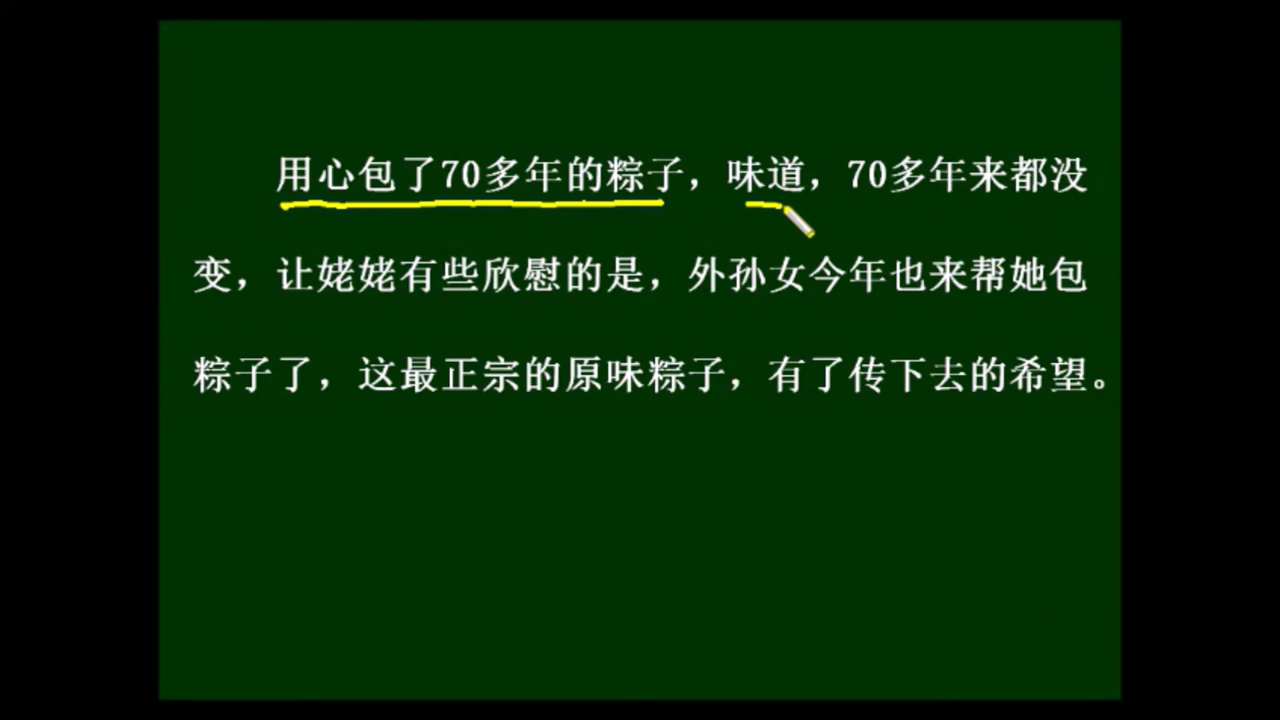 用心包了70多年的粽子，味道，70多年来都没
变，让姥姥有些欣慰的是，外孙女今年也来帮她包
粽子了，这最正宗的原味粽子，有了传下去的希望。